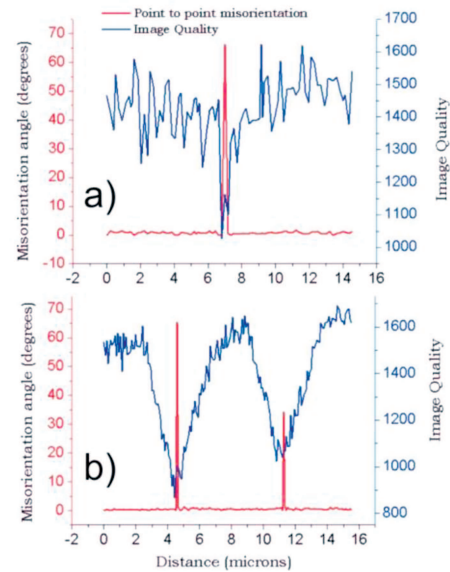 Point to point misorientation
Image Quality
70
60
50
40
30
20
10
0
-10
Misorientation angle (degrees)
1700
1600
1500
1400
1300
1200
1100
1000
Image Quality
a)
-2 0 2 4 6 8 10 12 14 16
70
60
50
40
30
20
10
0
Misorientation angle (degrees)
1600
1400
1200
1000
800
Image Quality
b)
-2 0 2 4 6 8 10 12 14 16
Distance (microns)